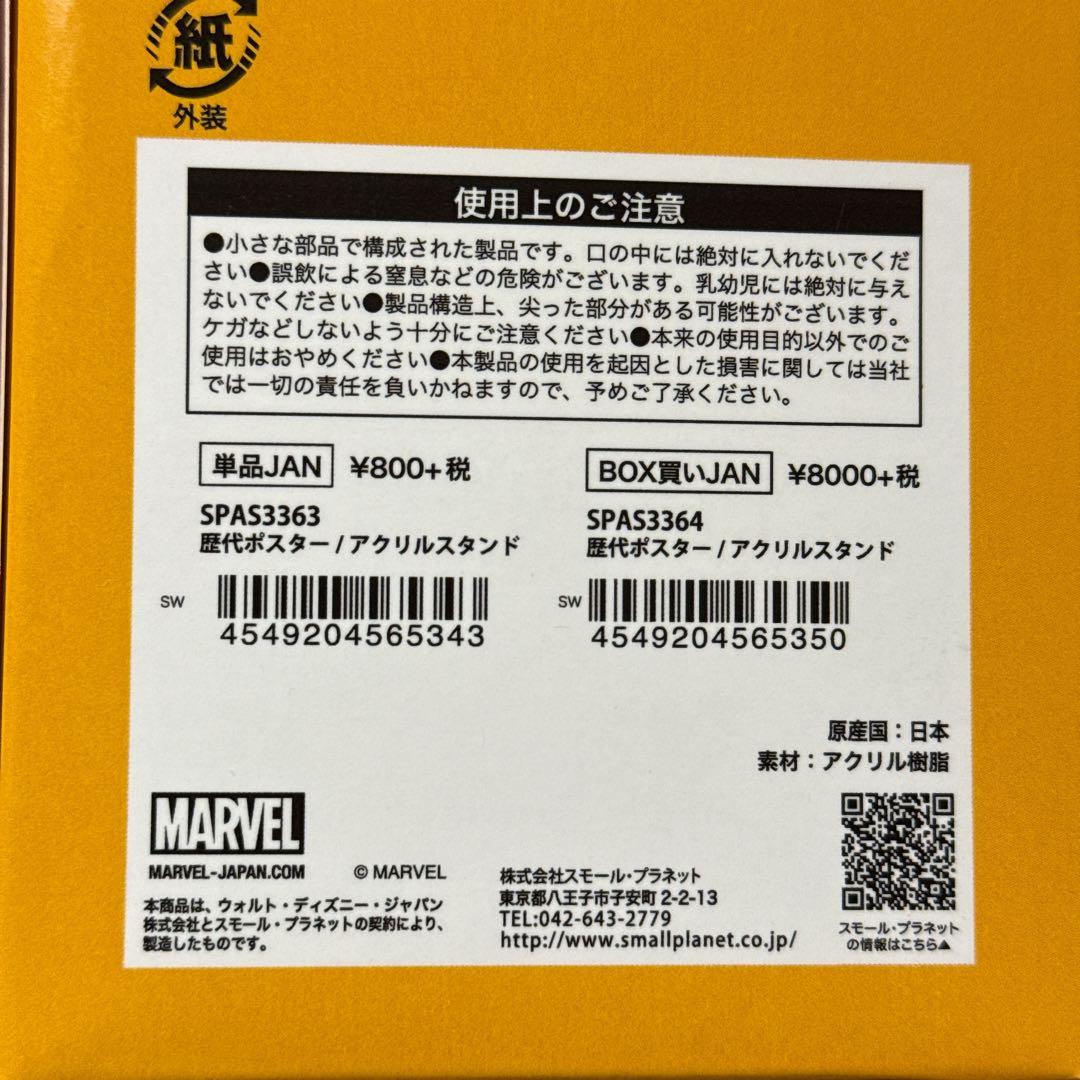 紙
外装
使用上のご注意
●小さな部品で構成された製品です。口の中には絶対に入れないでくだ
さい●誤飲による窒息などの危険がございます。乳幼児には絶対に与え
ないでください●製品構造上、尖った部分がある可能性がございます。
ケガなどしないよう十分にご注意ください●本来の使用目的以外でのご
使用はおやめください●本製品の使用を起因とした損害に関しては当社
では一切の責任を負いかねますので、予めご了承ください。
単品JAN ¥800+税
SPAS3363
歴代ポスター/アクリルスタンド
SW
4549204565343
BOX買いJAN ¥8000+税
SPAS3364
歴代ポスター/アクリルスタンド
SW
4549204565350
原産国：日本
素材：アクリル樹脂
MARVEL
MARVEL-JAPAN.COM © MARVEL
本商品は、ウォルト・ディズニー・ジャパン
株式会社とスモール・プラネットの契約により、
製造したものです。
株式会社スモール・プラネット
東京都八王子市子安町2-2-13
TEL:042-643-2779
http://www.smallplanet.co.jp/
スモール・プラネット
の情報はこちら▲